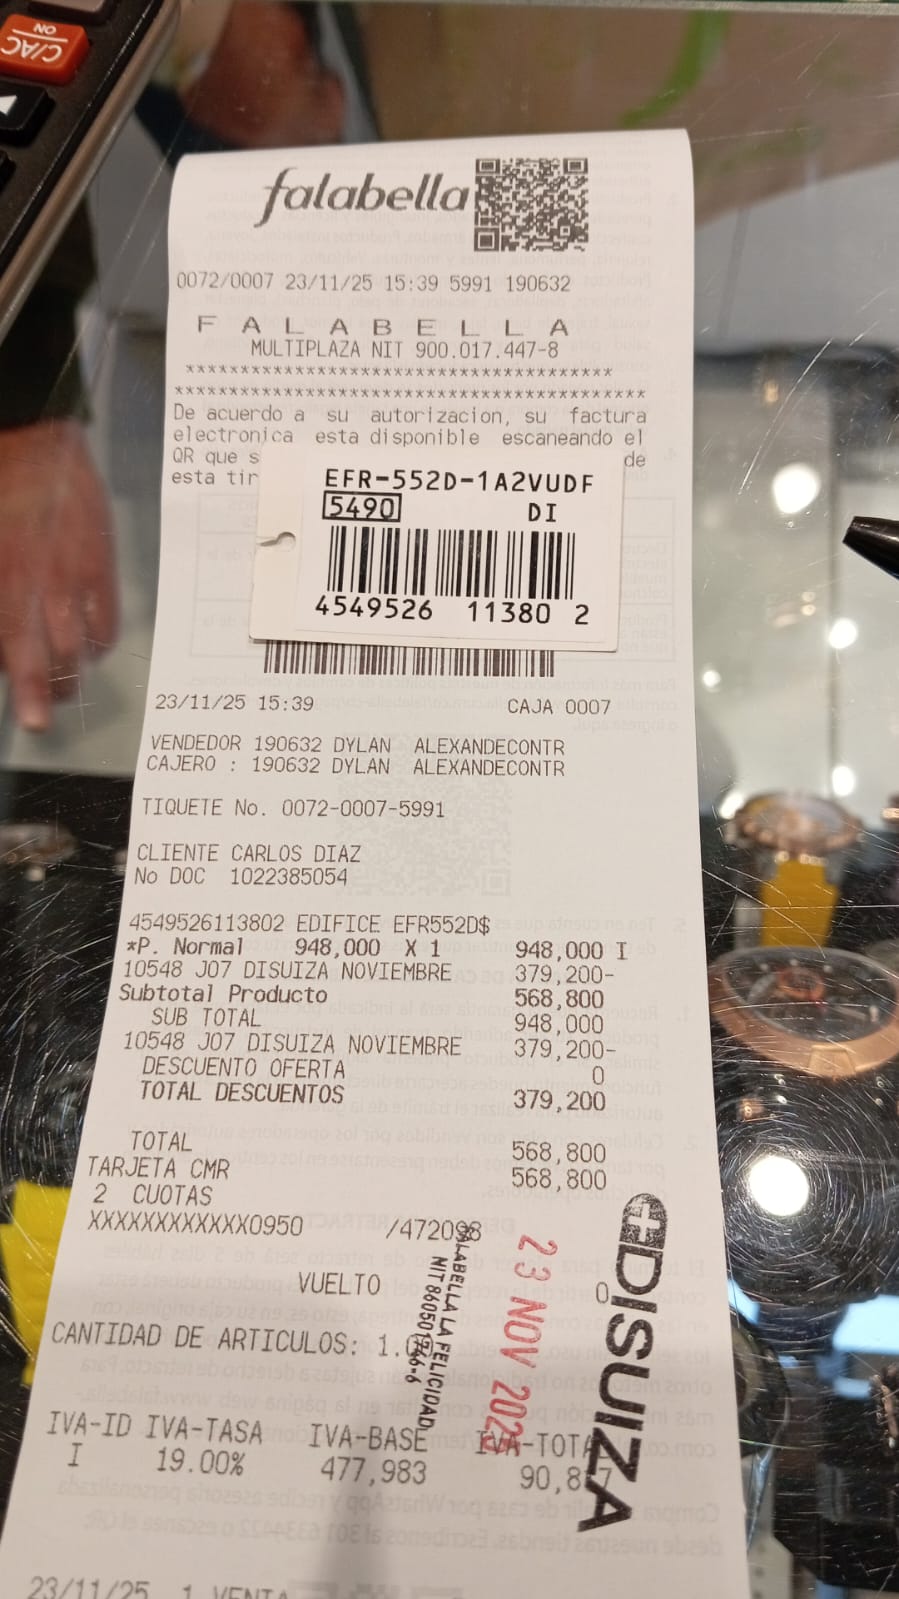 C/AC
ON
falabella
0072/0007 23/11/25 15:39 5991 190632
F A L A B E L L A
MULTIPLAZA NIT 900.017.447-8
***************************************
*******************************************
De acuerdo a su autorizacion, su factura
electronica esta disponible escaneando el
QR que s de
esta tir
EFR-552D-1A2VUDF
5490 DI
4549526 11380 2
23/11/25 15:39 CAJA 0007
VENDEDOR 190632 DYLAN ALEXANDECONTR
CAJERO : 190632 DYLAN ALEXANDECONTR
TIQUETE No. 0072-0007-5991
CLIENTE CARLOS DIAZ
No DOC 1022385054
4549526113802 EDIFICE EFR552D$
*P. Normal 948,000 X 1 948,000 I
10548 J07 DISUIZA NOVIEMBRE 379,200-
Subtotal Producto 568,800
SUB TOTAL 948,000
10548 J07 DISUIZA NOVIEMBRE 379,200-
DESCUENTO OFERTA 0
TOTAL DESCUENTOS 379,200
TOTAL 568,800
TARJETA CMR 568,800
2 CUOTAS
XXXXXXXXXXXX0950 /472098
VUELTO 0
CANTIDAD DE ARTICULOS:
IVA-ID IVA-TASA IVA-BASE IVA-TOTAL
I 19.00% 477,983 90,817
23/11/25 1 VENTA
FALABELLA LA FELICIDAD
23 NOV
DISUIZA